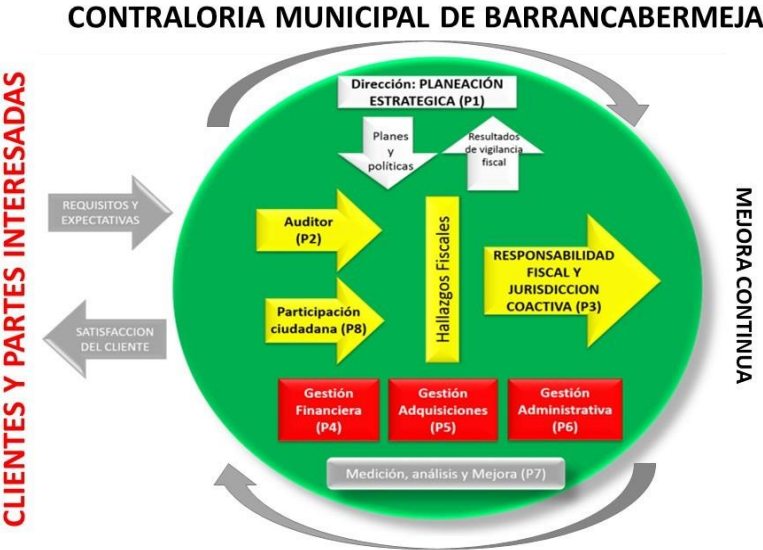 CONTRALORIA MUNICIPAL DE BARRANCABERMEJA
CLIENTES Y PARTES INTERESADAS
REQUISITOS Y
EXPECTATIVAS
SATISFACCION
DEL CLIENTE
Dirección: PLANEACIÓN
ESTRATEGICA (P1)
Planes
y
políticas
Resultados
de vigilancia
fiscal
Auditor
(P2)
Participación
ciudadana (P8)
Hallazgos Fiscales
RESPONSABILIDAD
FISCAL Y
JURISDICCION
COACTIVA (P3)
Gestión
Financiera
(P4)
Gestión
Adquisiciones
(P5)
Gestión
Administrativa
(P6)
Medición, análisis y Mejora (P7)
MEJORA CONTINUA